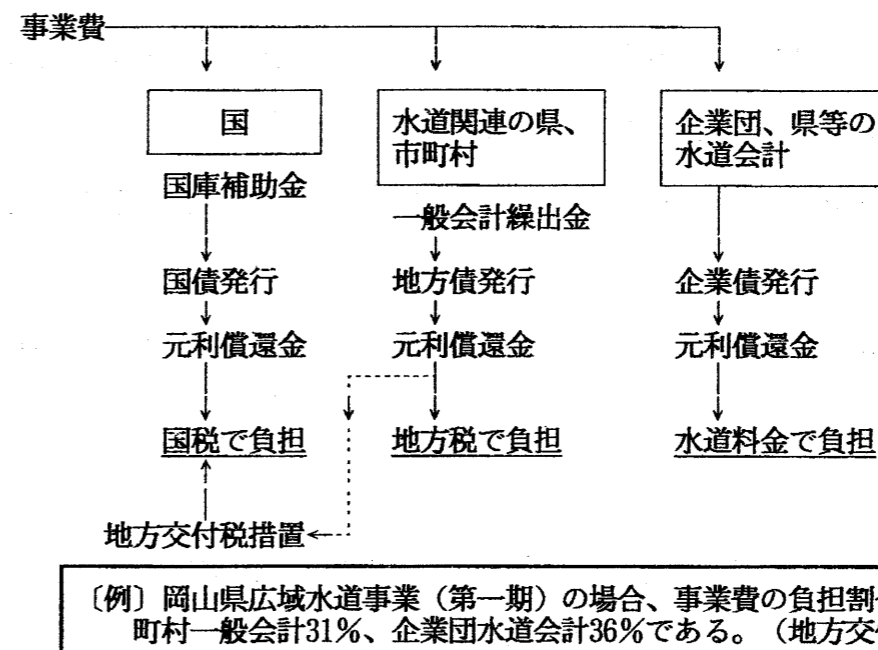 事業費
国
水道関連の県、
市町村
企業団、県等の
水道会計
国庫補助金
一般会計繰出金
国債発行
地方債発行
企業債発行
元利償還金
元利償還金
元利償還金
国税で負担
地方税で負担
水道料金で負担
地方交付税措置
〔例〕岡山県広域水道事業（第一期）の場合、事業費の負担割
町村一般会計31％、企業団水道会計36％である。（地方交